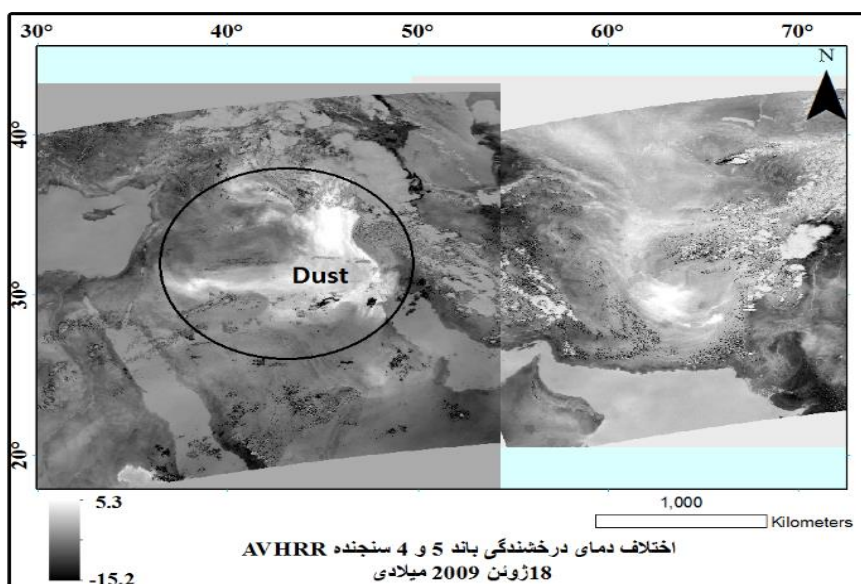 30° 40° 50° 60° 70°
N
40°
30°
20°
Dust
5.3
-15.2
1,000
Kilometers
اختلاف دمای درخشندگی باند 5 و 4 سنجنده AVHRR
18ژوئن 2009 میلادی